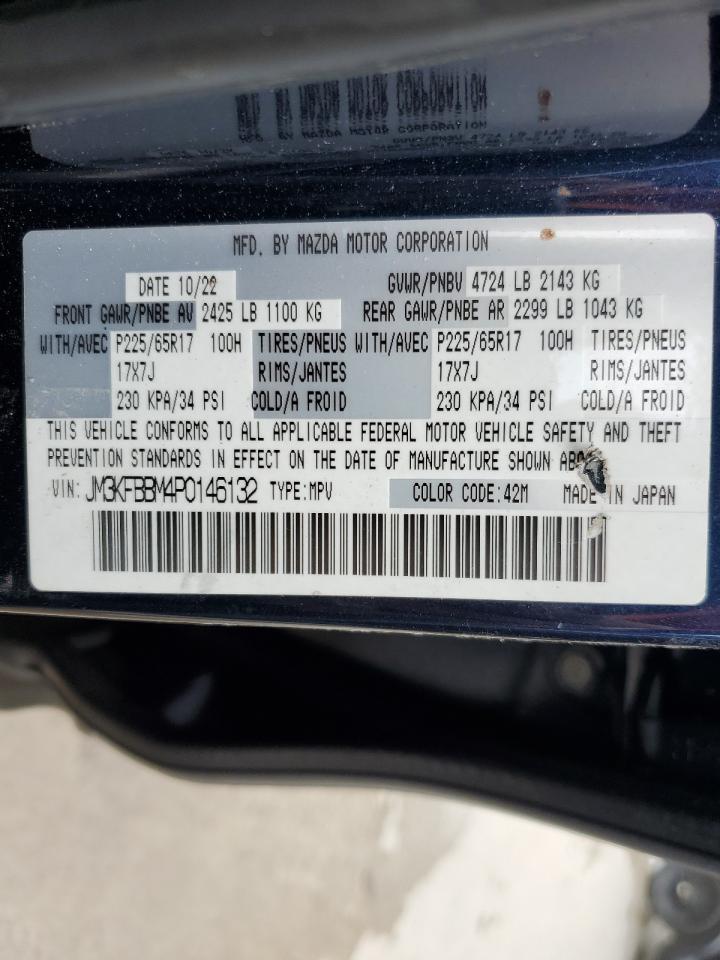 MFD. BY MAZDA MOTOR CORPORATION
DATE 10/22 GVWR/PNBV 4724 LB 2143 KG
FRONT GAWR/PNBE AV 2425 LB 1100 KG REAR GAWR/PNBE AR 2299 LB 1043 KG
WITH/AVEC P225/65R17 100H TIRES/PNEUS WITH/AVEC P225/65R17 100H TIRES/PNEUS
17X7J RIMS/JANTES 17X7J RIMS/JANTES
230 KPA/34 PSI COLD/A FROID 230 KPA/34 PSI COLD/A FROID
THIS VEHICLE CONFORMS TO ALL APPLICABLE FEDERAL MOTOR VEHICLE SAFETY AND THEFT
PREVENTION STANDARDS IN EFFECT ON THE DATE OF MANUFACTURE SHOWN
VIN: JM3KFBBM4P0146132 TYPE:MPV COLOR CODE:42M MADE IN JAPAN